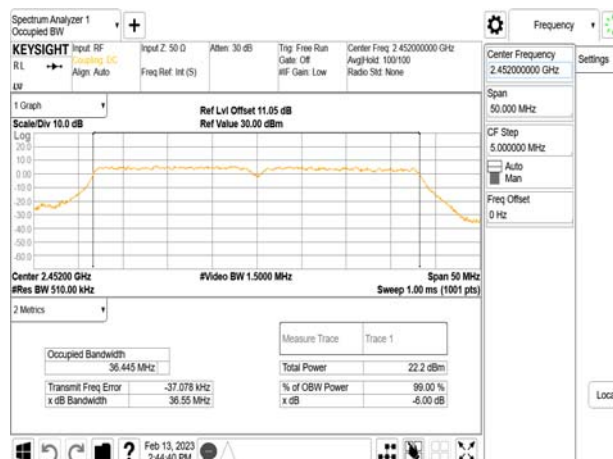 Spectrum Analyzer 1
Occupied BW
Frequency
KEYSIGHT
Input: RF
Input Z: 50 Ω
Atten: 30 dB
Trig: Free Run
Center Freq: 2.452000000 GHz
RL
Coupling: DC
Gate: Off
Avg|Hold: 100/100
Align: Auto
Freq Ref: Int (S)
#IF Gain: Low
Radio Std: None
Center Frequency
2.452000000 GHz
Settings
Span
50.000 MHz
CF Step
5.000000 MHz
Auto
Man
Freq Offset
0 Hz
Local
1 Graph
Ref Lvl Offset 11.05 dB
Scale/Div 10.0 dB
Ref Value 30.00 dBm
Log
20.0
10.0
0.00
-10.0
-20.0
-30.0
-40.0
-50.0
-60.0
Center 2.45200 GHz
#Video BW 1.5000 MHz
Span 50 MHz
#Res BW 510.00 kHz
Sweep 1.00 ms (1001 pts)
2 Metrics
Measure Trace
Trace 1
Occupied Bandwidth
36.445 MHz
Total Power
22.2 dBm
Transmit Freq Error
-37.078 kHz
% of OBW Power
99.00 %
x dB Bandwidth
36.55 MHz
x dB
-6.00 dB
?
Feb 13, 2023
2:44:40 PM